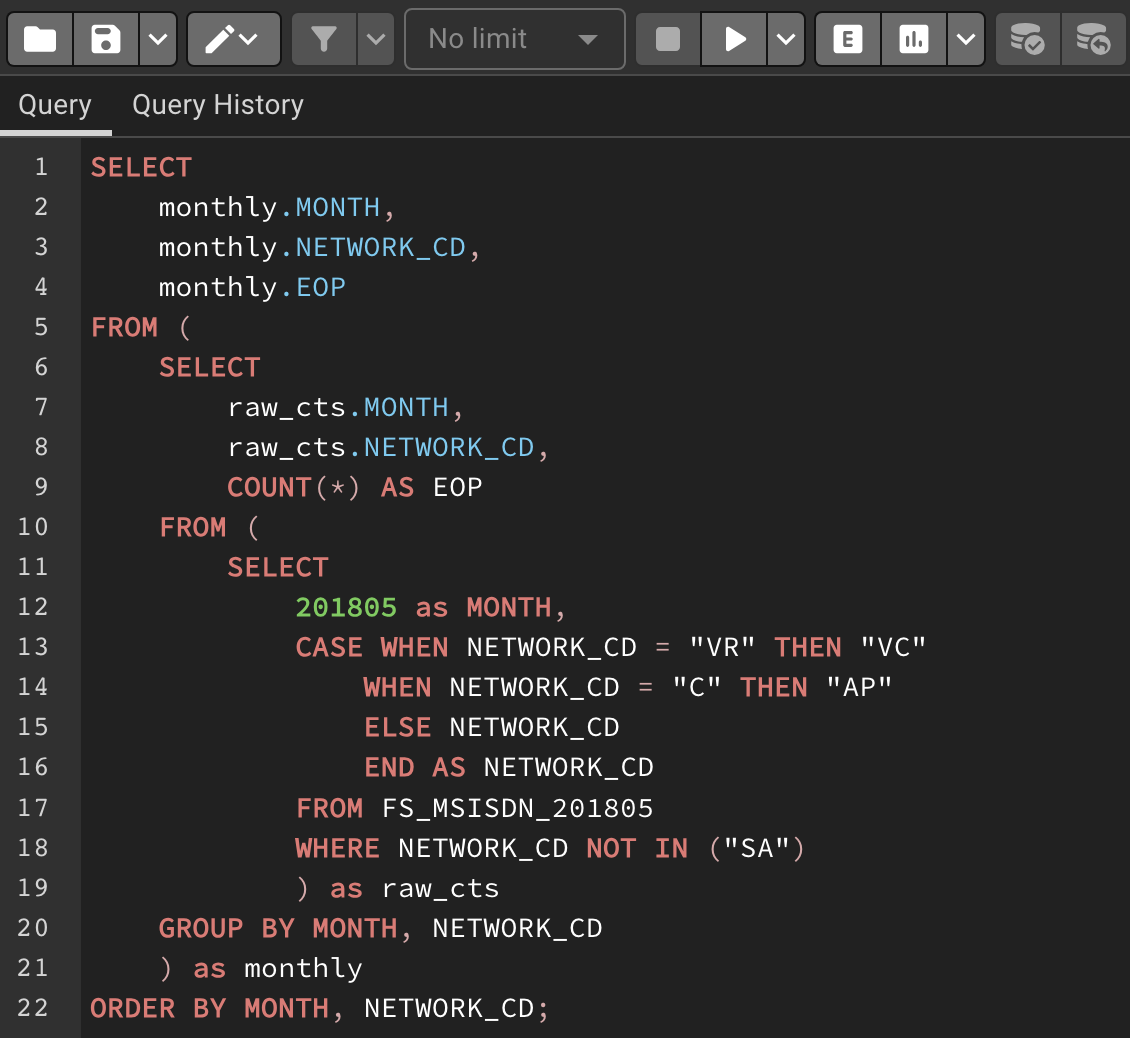 No limit
E
Query Query History
1 SELECT
2 monthly.MONTH,
3 monthly.NETWORK_CD,
4 monthly.EOP
5 FROM (
6 SELECT
7 raw_cts.MONTH,
8 raw_cts.NETWORK_CD,
9 COUNT(*) AS EOP
10 FROM (
11 SELECT
12 201805 as MONTH,
13 CASE WHEN NETWORK_CD = "VR" THEN "VC"
14 WHEN NETWORK_CD = "C" THEN "AP"
15 ELSE NETWORK_CD
16 END AS NETWORK_CD
17 FROM FS_MSISDN_201805
18 WHERE NETWORK_CD NOT IN ("SA")
19 ) as raw_cts
20 GROUP BY MONTH, NETWORK_CD
21 ) as monthly
22 ORDER BY MONTH, NETWORK_CD;